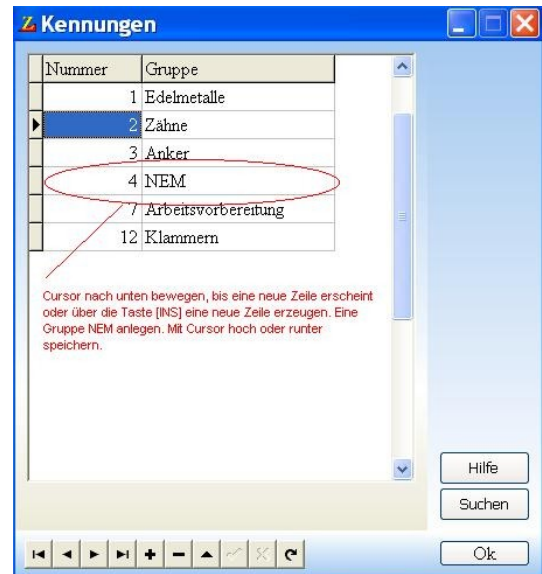 Kennungen
Nummer Gruppe
1 Edelmetalle
2 Zähne
3 Anker
4 NEM
7 Arbeitsvorbereitung
12 Klammern
Cursor nach unten bewegen, bis eine neue Zeile erscheint
oder über die Taste [INS] eine neue Zeile erzeugen. Eine
Gruppe NEM anlegen. Mit Cursor hoch oder runter
speichern.
Hilfe
Suchen
Ok